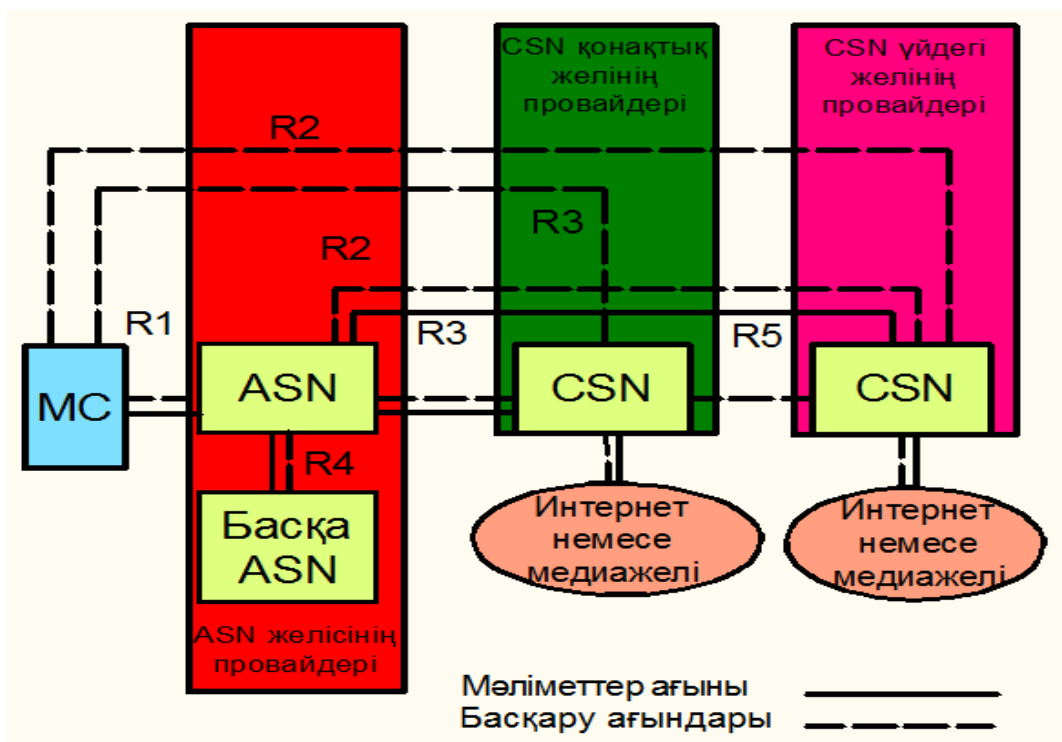 CSN қонақтық
желінің
провайдері
CSN үйдегі
желінің
провайдері
R2
R3
R2
R1
R3
R5
МС
ASN
CSN
CSN
R4
Басқа
ASN
Интернет
немесе
медиажелі
Интернет
немесе
медиажелі
ASN желісінің
провайдері
Мәліметтер ағыны
Басқару ағындары